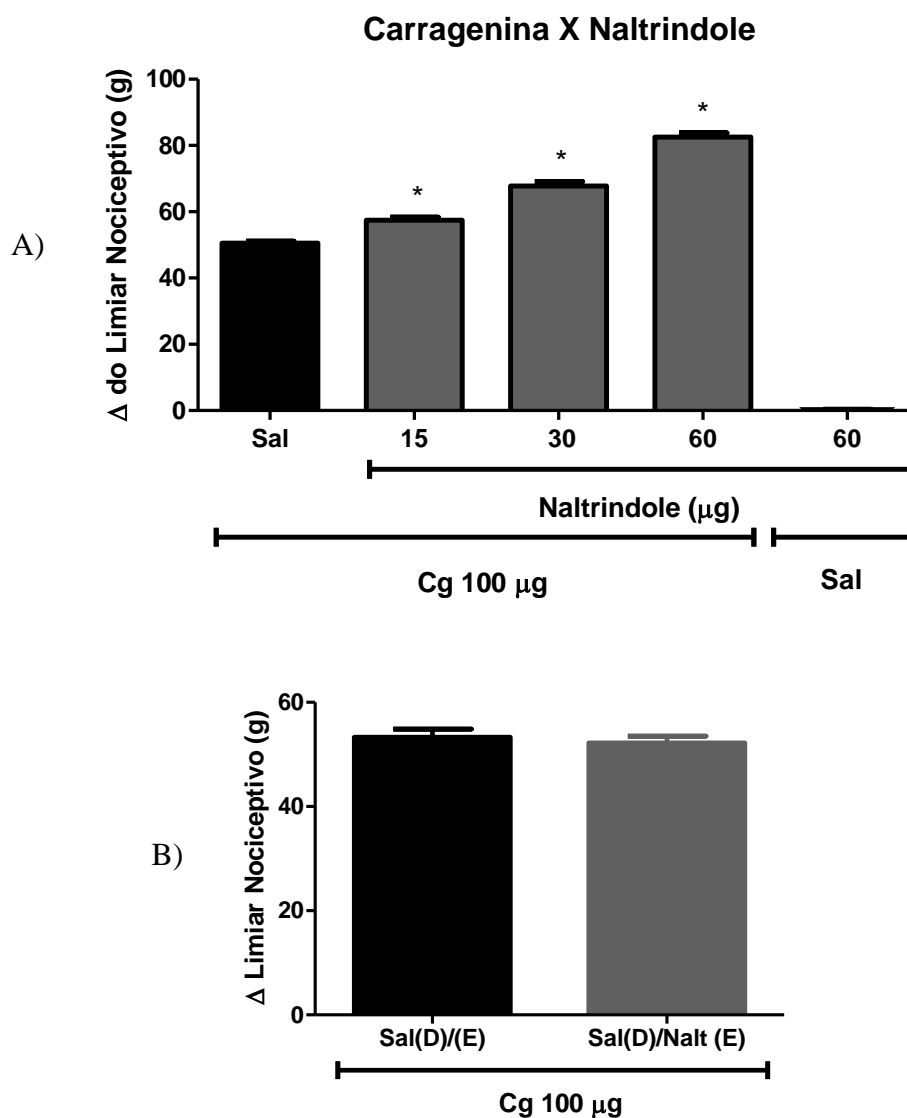 Carragenina X Naltrindole
A)
Δ do Limiar Nociceptivo (g)
100
80
60
40
20
0
*
*
*
Sal
15
30
60
60
Naltrindole (μg)
Cg 100 μg
Sal
B)
Δ Limiar Nociceptivo (g)
60
40
20
0
Sal(D)/(E)
Sal(D)/Nalt (E)
Cg 100 μg